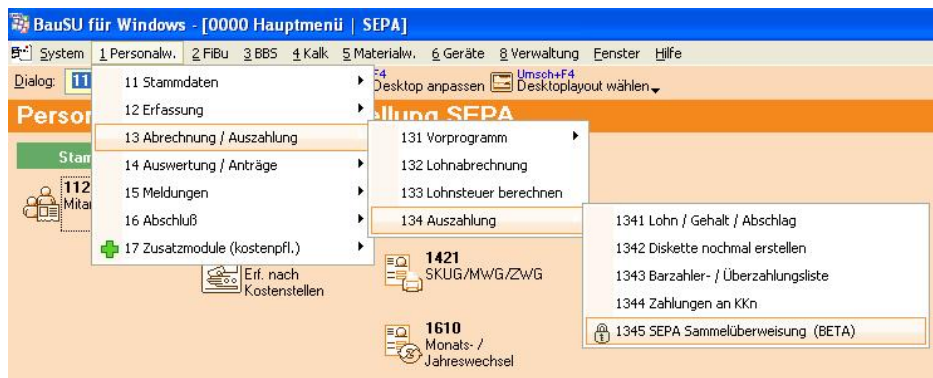 BauSU für Windows - [0000 Hauptmenü | SEPA]
System 1 Personalw. 2 FiBu 3 BBS 4 Kalk 5 Materialw. 6 Geräte 8 Verwaltung Fenster Hilfe
Dialog: 11
F4
Desktop anpassen
Umsch+F4
Desktoplayout wählen
Person
llung SEPA
Stam
112
Mitar
11 Stammdaten
12 Erfassung
13 Abrechnung / Auszahlung
14 Auswertung / Anträge
15 Meldungen
16 Abschluß
17 Zusatzmodule (kostenpfl.)
131 Vorprogramm
132 Lohnabrechnung
133 Lohnsteuer berechnen
134 Auszahlung
1341 Lohn / Gehalt / Abschlag
1342 Diskette nochmal erstellen
1343 Barzahler- / Überzahlungsliste
1344 Zahlungen an KKn
1345 SEPA Sammelüberweisung (BETA)
Erf. nach
Kostenstellen
1421
SKUG/MWG/ZWG
1610
Monats- /
Jahreswechsel